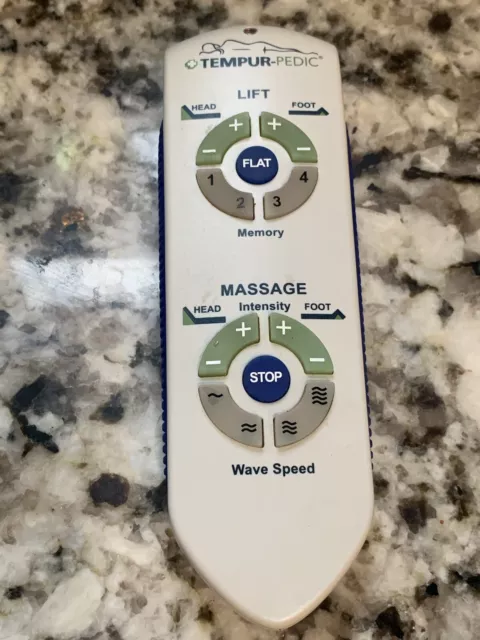 TEMPUR-PEDIC®
LIFT
HEAD FOOT
+ +
- -
FLAT
1 4
2 3
Memory
MASSAGE
HEAD Intensity FOOT
+ +
- -
STOP
~ ≈
Wave Speed